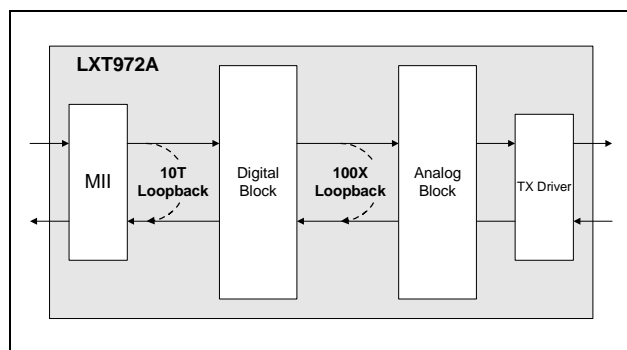 LXT972A
MII
10T
Loopback
Digital
Block
100X
Loopback
Analog
Block
TX Driver